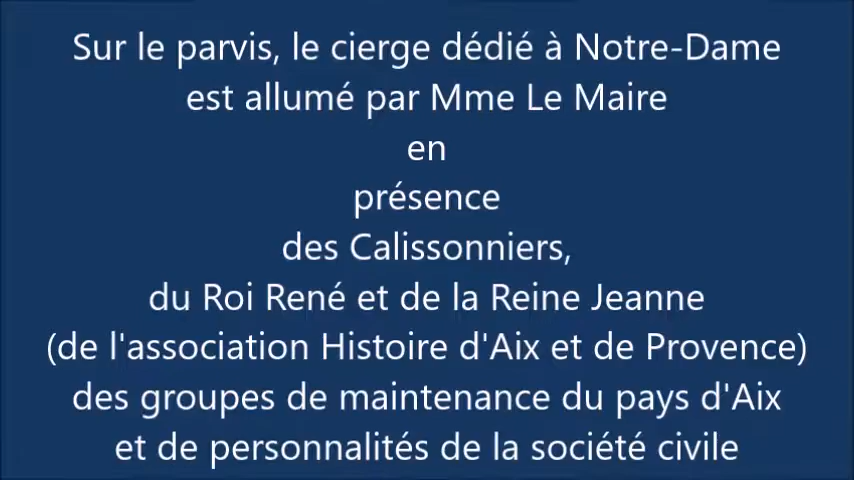 Sur le parvis, le cierge dédié à Notre-Dame
est allumé par Mme Le Maire
en
présence
des Calissonniers,
du Roi René et de la Reine Jeanne
(de l'association Histoire d'Aix et de Provence)
des groupes de maintenance du pays d'Aix
et de personnalités de la société civile